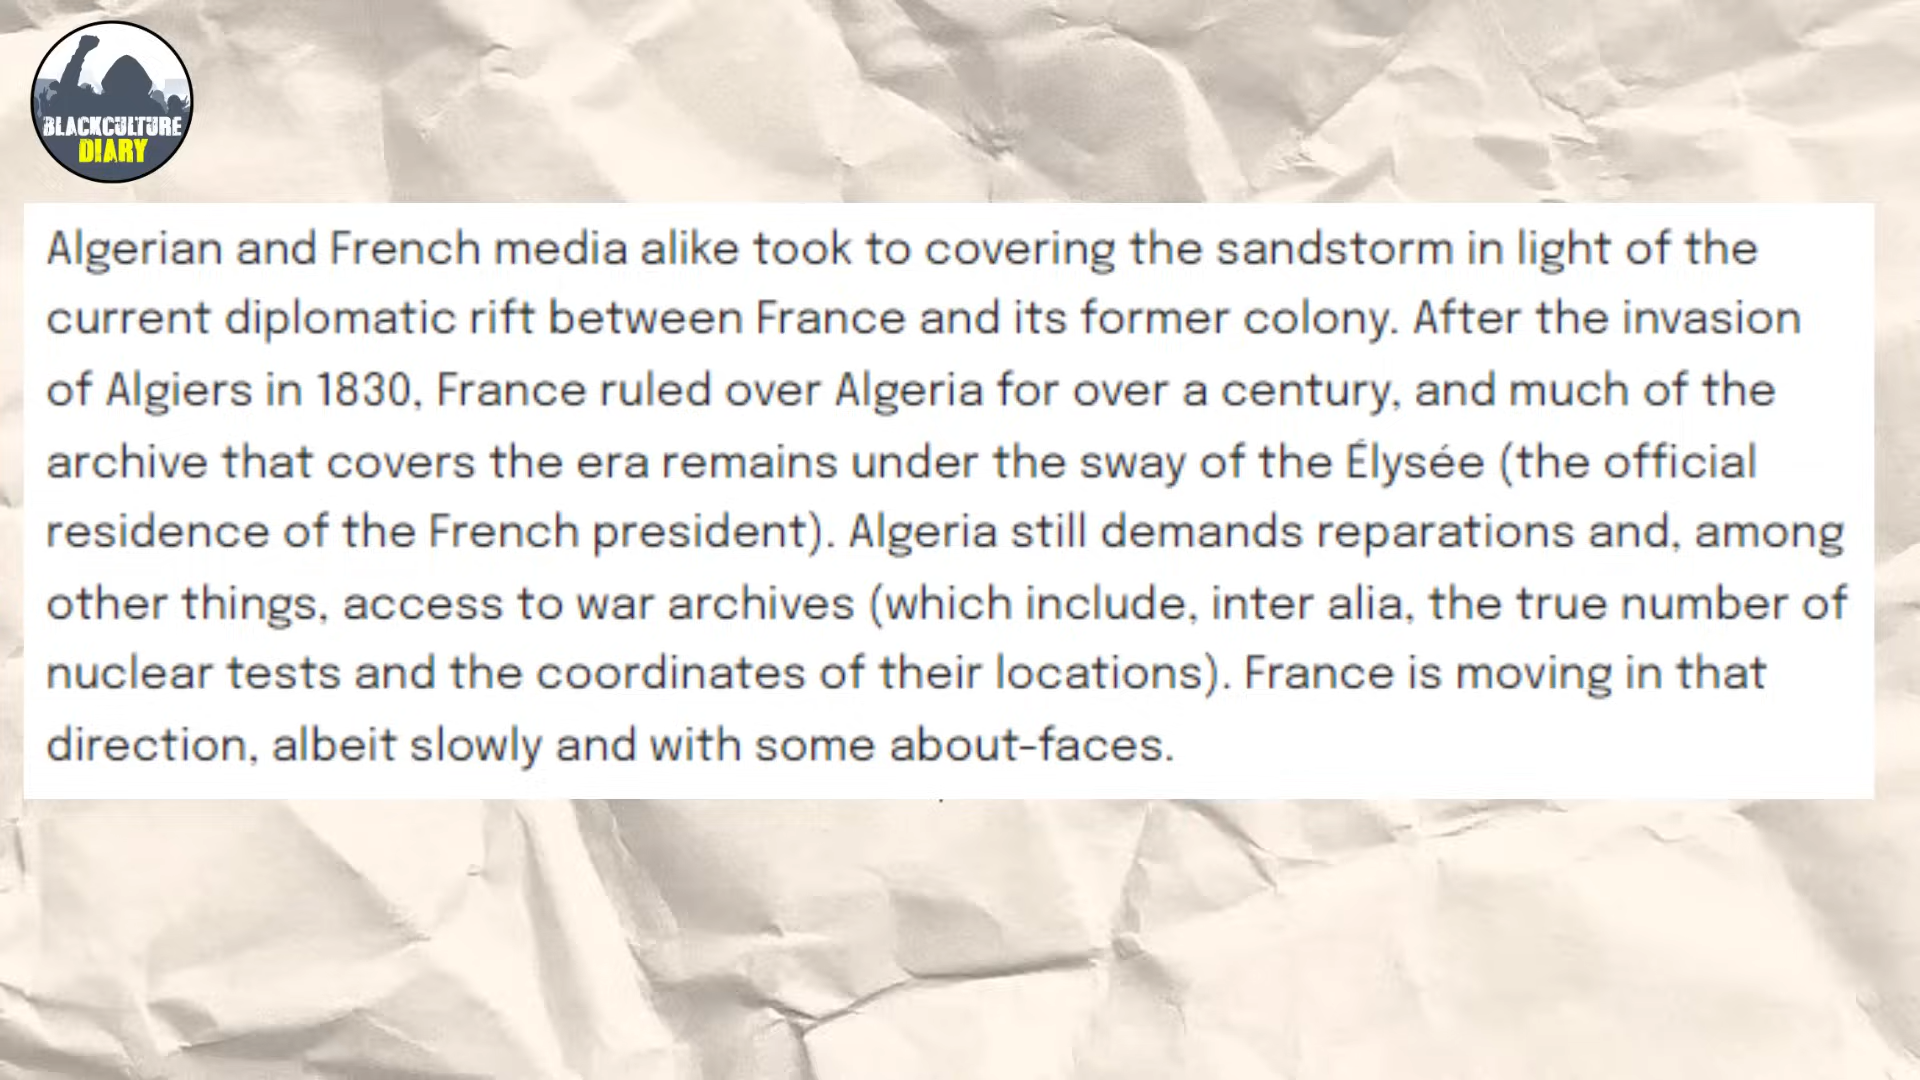 BLACKCULTURE
DIARY
Algerian and French media alike took to covering the sandstorm in light of the
current diplomatic rift between France and its former colony. After the invasion
of Algiers in 1830, France ruled over Algeria for over a century, and much of the
archive that covers the era remains under the sway of the Élysée (the official
residence of the French president). Algeria still demands reparations and, among
other things, access to war archives (which include, inter alia, the true number of
nuclear tests and the coordinates of their locations). France is moving in that
direction, albeit slowly and with some about-faces.